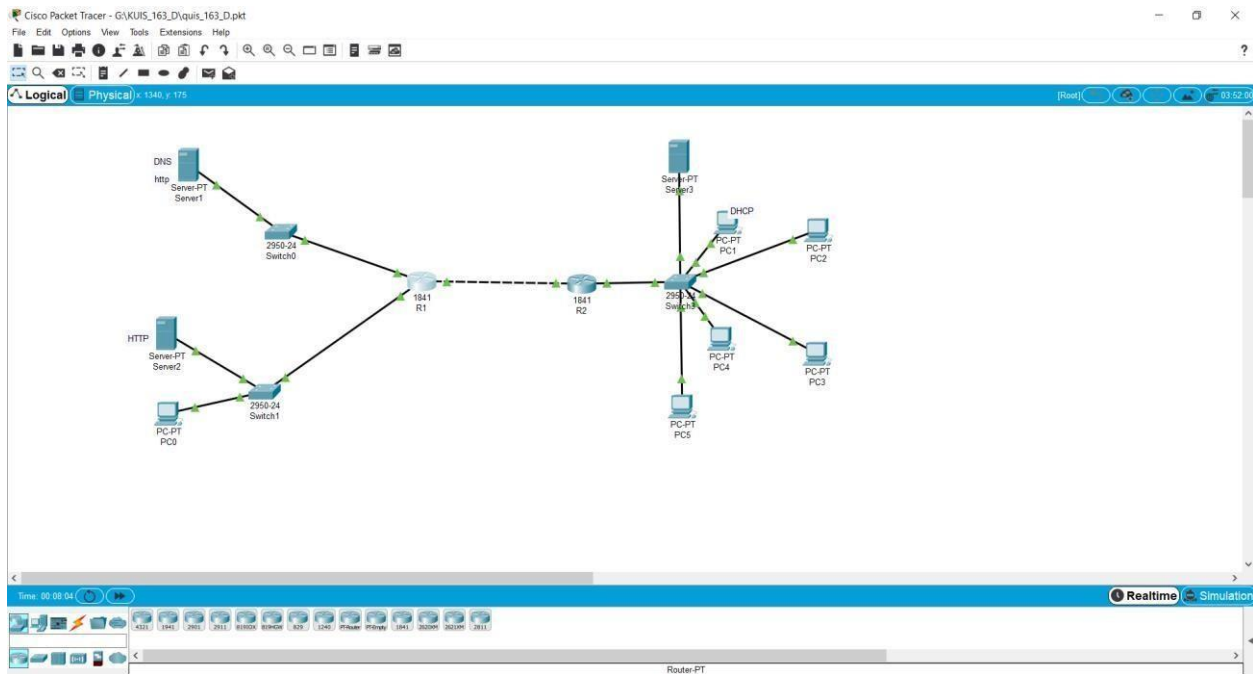 Cisco Packet Tracer - G:\KUIS_163_D\quis_163_D.pkt
File Edit Options View Tools Extensions Help
?
Logical Physical x: 1340, y: 175 [Root] 03:52:00
DNS
http
Server-PT
Server1
2950-24
Switch0
HTTP
Server-PT
Server2
2950-24
Switch1
PC-PT
PC0
1841
R1
1841
R2
Server-PT
Server3
DHCP
PC-PT
PC1
PC-PT
PC2
2950-24
PC-PT
PC4
PC-PT
PC3
PC-PT
PC5
Time: 00:08:04 Realtime Simulation
4321 1941 2901 2911 819IOX 819HGW 829 1240 PT-Router PT-Empty 1841 2620XM 2621XM 2811
Router-PT